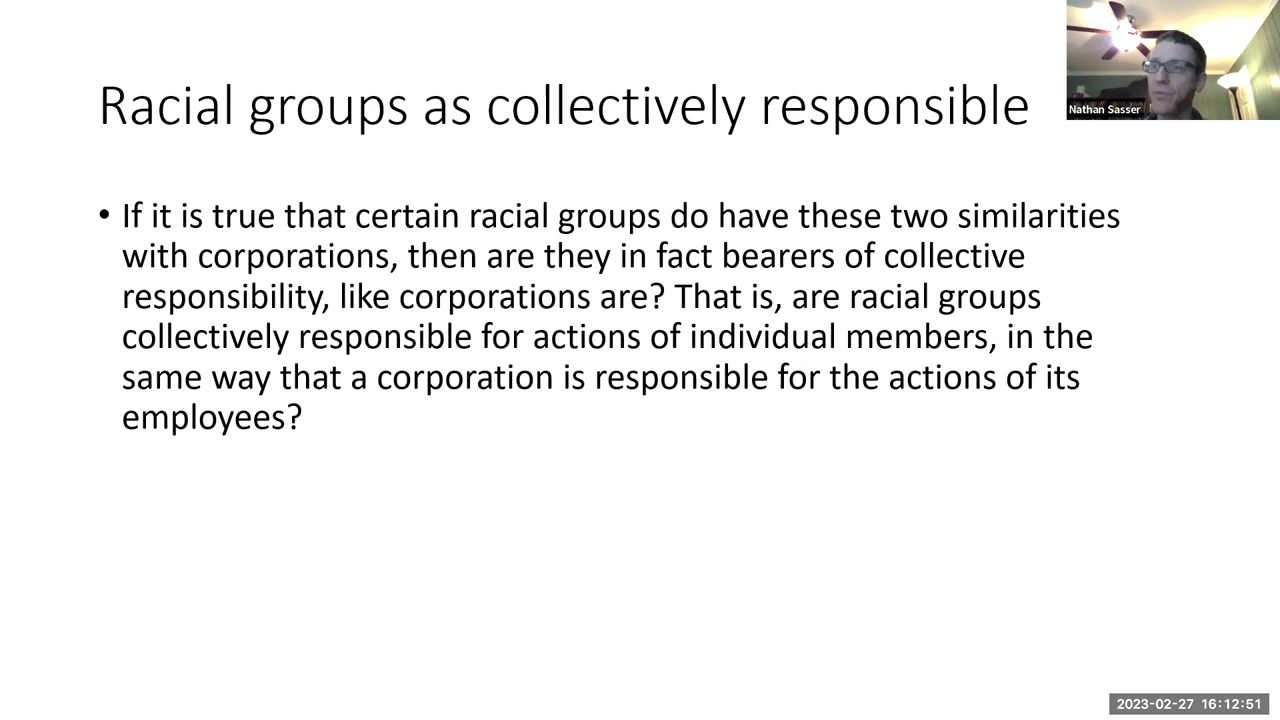 Racial groups as collectively responsible
Nathan Sasser
• If it is true that certain racial groups do have these two similarities
with corporations, then are they in fact bearers of collective
responsibility, like corporations are? That is, are racial groups
collectively responsible for actions of individual members, in the
same way that a corporation is responsible for the actions of its
employees?
2023-02-27 16:12:51